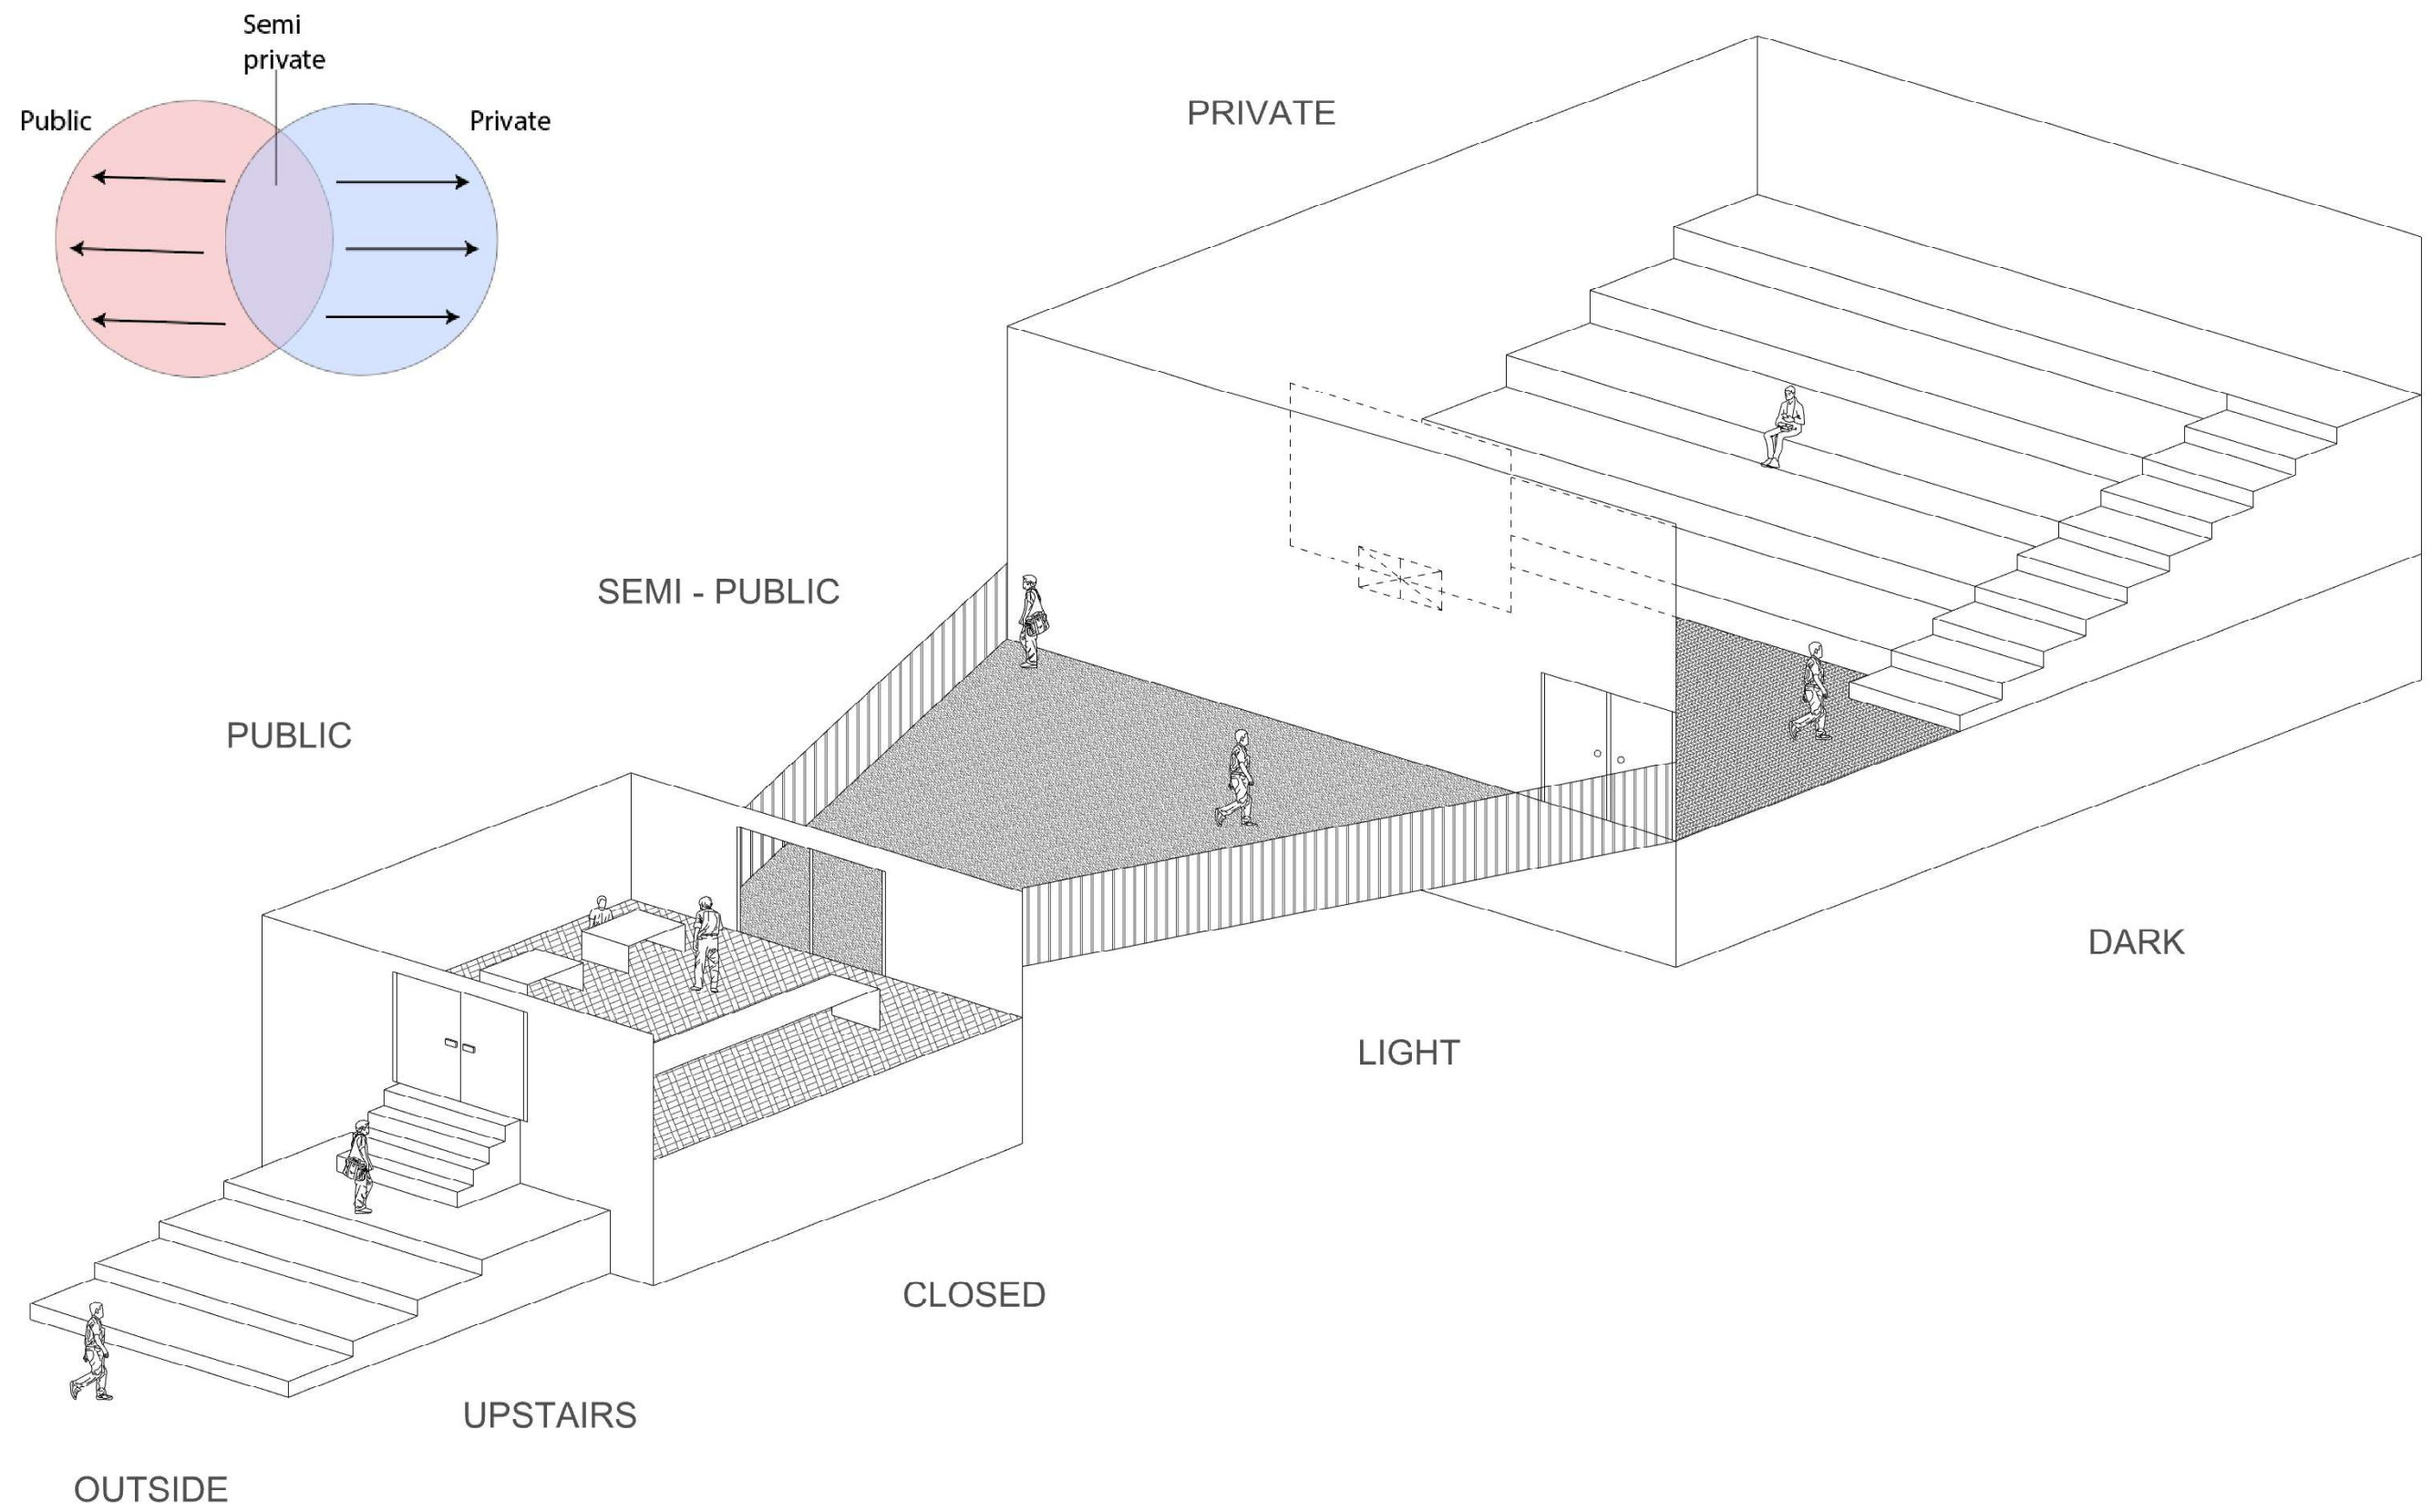 Semi
private
Public
Private
PRIVATE
SEMI - PUBLIC
PUBLIC
DARK
LIGHT
CLOSED
UPSTAIRS
OUTSIDE